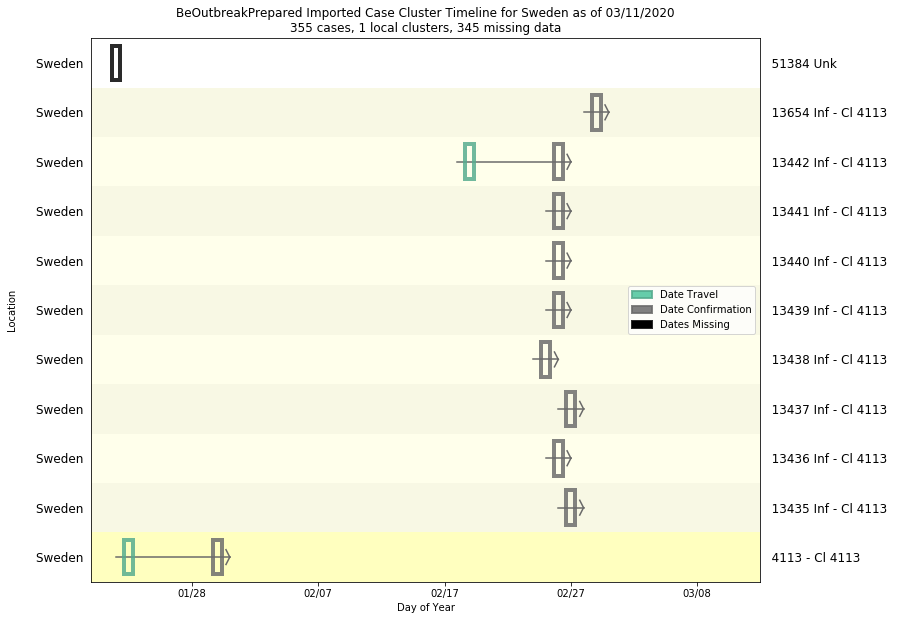 BeOutbreakPrepared Imported Case Cluster Timeline for Sweden as of 03/11/2020
355 cases, 1 local clusters, 345 missing data
Sweden 51384 Unk
Sweden 13654 Inf - Cl 4113
Sweden 13442 Inf - Cl 4113
Sweden 13441 Inf - Cl 4113
Sweden 13440 Inf - Cl 4113
Sweden 13439 Inf - Cl 4113
Sweden 13438 Inf - Cl 4113
Sweden 13437 Inf - Cl 4113
Sweden 13436 Inf - Cl 4113
Sweden 13435 Inf - Cl 4113
Sweden 4113 - Cl 4113
Location
Date Travel
Date Confirmation
Dates Missing
01/28 02/07 02/17 02/27 03/08
Day of Year